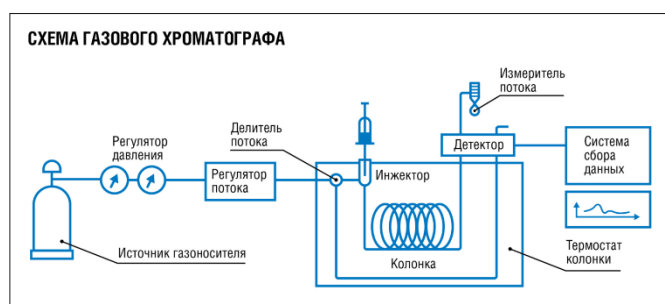 СХЕМА ГАЗОВОГО ХРОМАТОГРАФА
Измеритель
потока
Делитель
потока
Регулятор
давления
Регулятор
потока
Инжектор
Детектор
Система
сбора
данных
Источник газоносителя
Колонка
Термостат
колонки